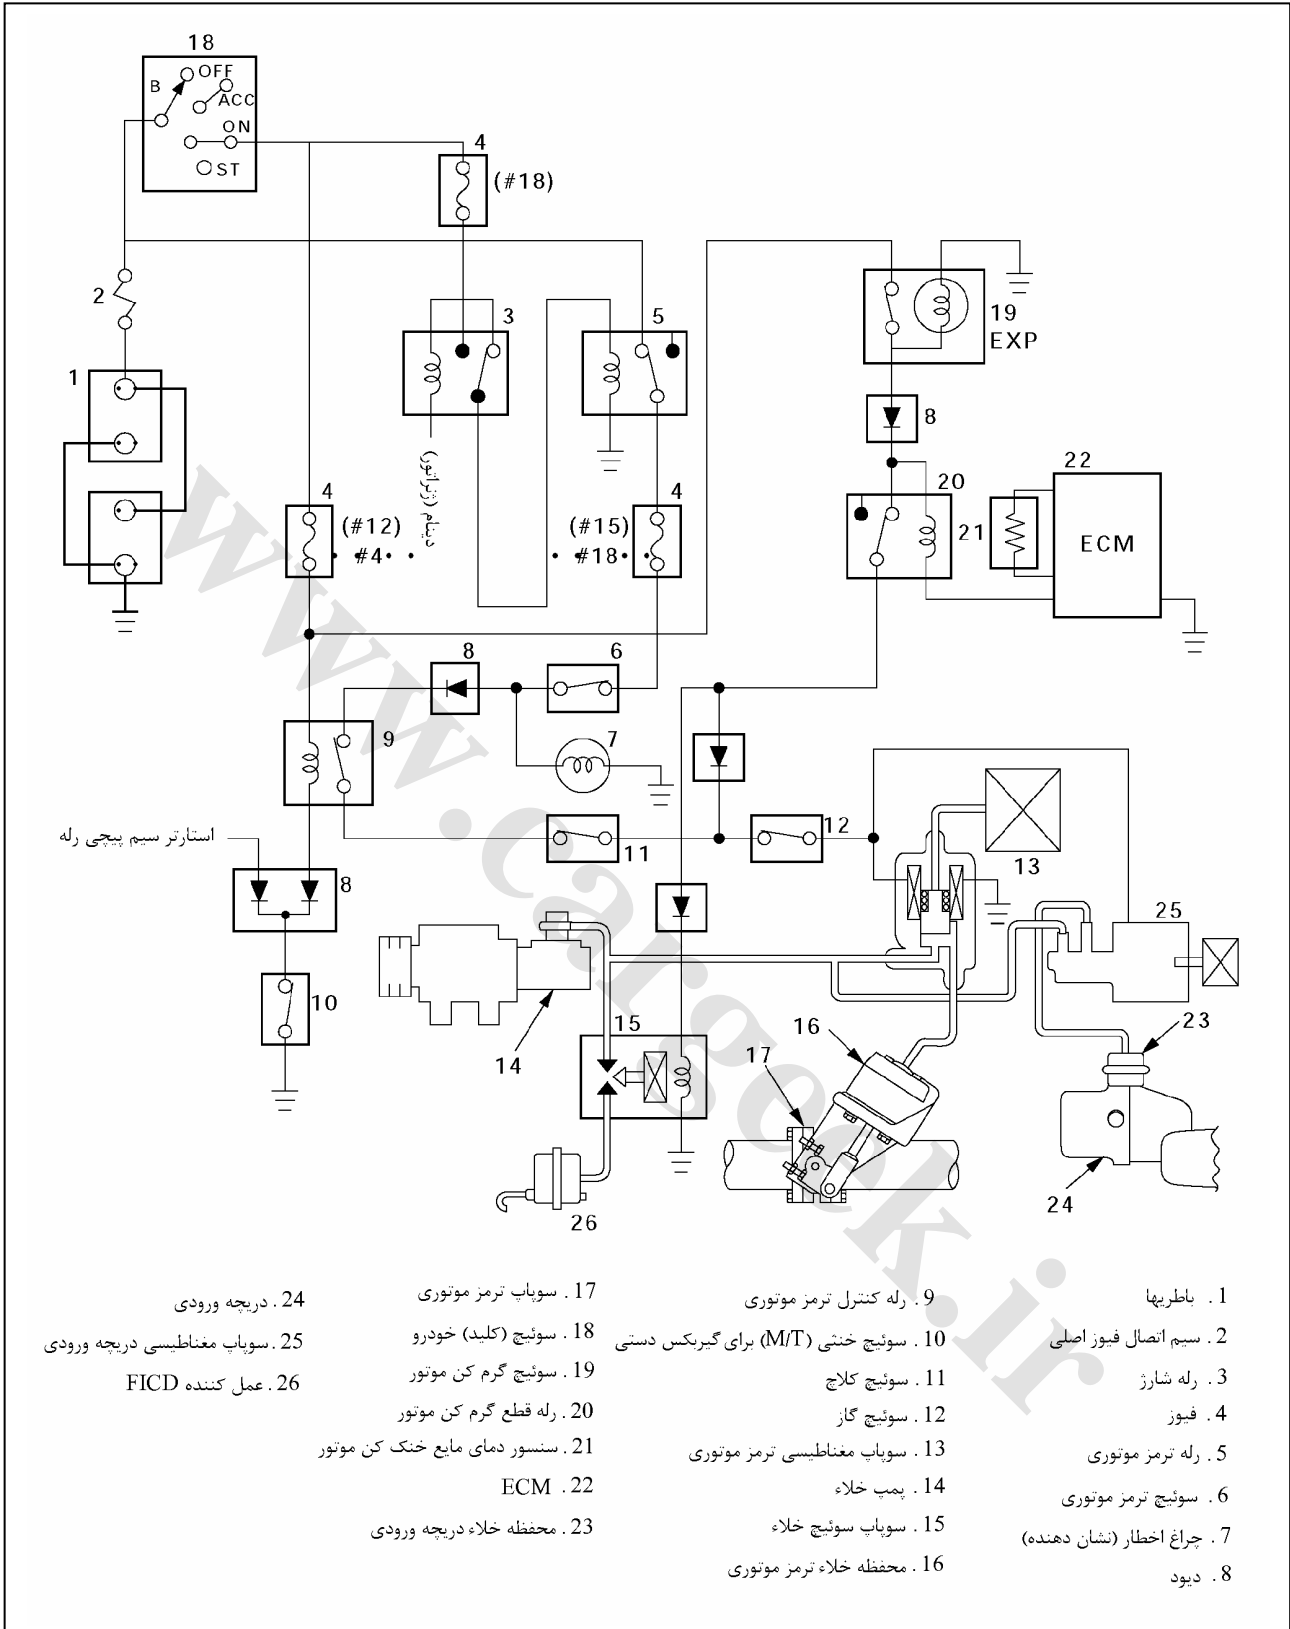 18
B
OFF
ACC
ON
ST
4
(#18)
2
3
5
19
EXP
1
8
دینام (ژنراتور)
4
(#12)
#4
4
(#15)
#18
20
21
22
ECM
8
6
9
7
استارتر سیم پیچی رله
11
12
13
8
25
10
14
15
16
17
23
24
26
1. باطریها
2. سیم اتصال فیوز اصلی
3. رله شارژ
4. فیوز
5. رله ترمز موتوری
6. سوئیچ ترمز موتوری
7. چراغ اخطار (نشان دهنده)
8. دیود
9. رله کنترل ترمز موتوری
10. سوئیچ خنثی (M/T) برای گیربکس دستی
11. سوئیچ کلاچ
12. سوئیچ گاز
13. سوپاپ مغناطیسی ترمز موتوری
14. پمپ خلاء
15. سوپاپ سوئیچ خلاء
16. محفظه خلاء ترمز موتوری
17. سوپاپ ترمز موتوری
18. سوئیچ (کلید) خودرو
19. سوئیچ گرم کن موتور
20. رله قطع گرم کن موتور
21. سنسور دمای مایع خنک کن موتور
22. ECM
23. محفظه خلاء دریچه ورودی
24. دریچه ورودی
25. سوپاپ مغناطیسی دریچه ورودی
26. عمل کننده FICD
www.cargeek.ir